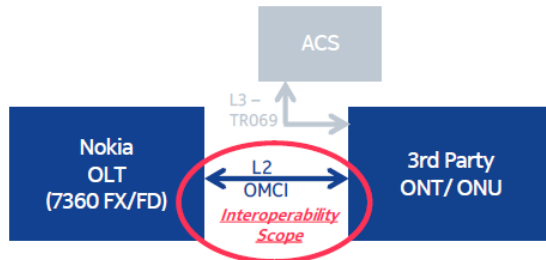 ACS
L3 –
TR069
Nokia
OLT
(7360 FX/FD)
L2
OMCI
Interoperability
Scope
3rd Party
ONT/ ONU